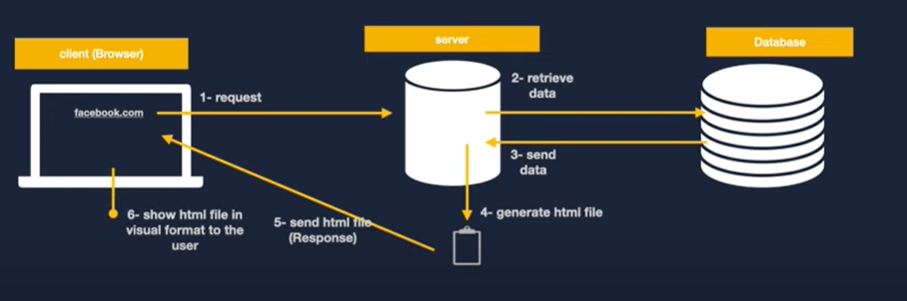 client (Browser)
server
Database
facebook.com
1- request
2- retrieve
data
3- send
data
4- generate html file
5- send html file
(Response)
6- show html file in
visual format to the
user